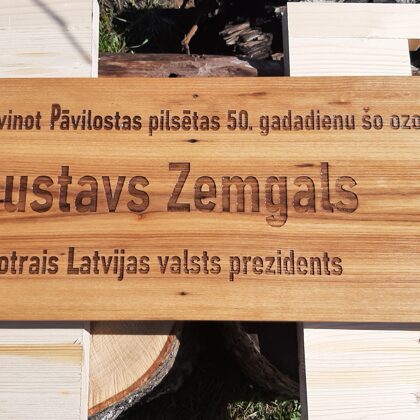 vinot Pāvilostas pilsētas 50. gadadienu šo ozo
ustavs Zemgals
otrais Latvijas valsts prezidents